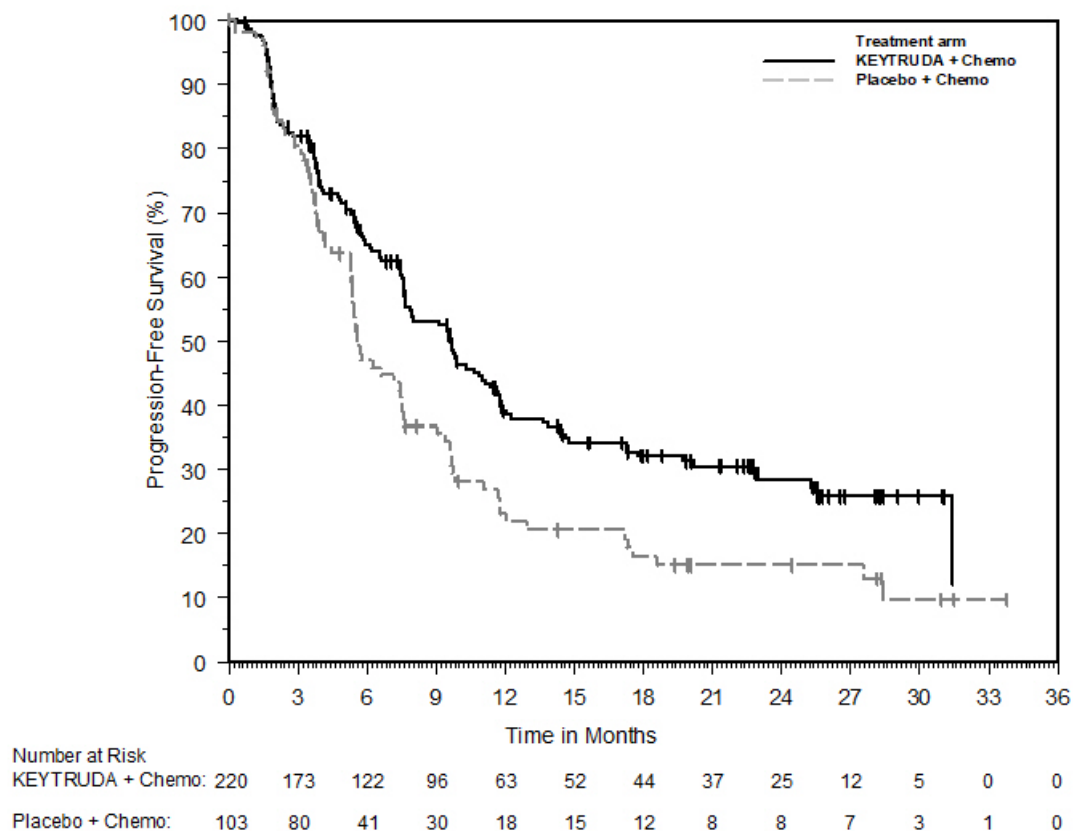 100
90
80
70
60
50
40
30
20
10
0
Progression-Free Survival (%)
Treatment arm
KEYTRUDA + Chemo
Placebo + Chemo
0 3 6 9 12 15 18 21 24 27 30 33 36
Time in Months
Number at Risk
KEYTRUDA + Chemo: 220 173 122 96 63 52 44 37 25 12 5 0 0
Placebo + Chemo: 103 80 41 30 18 15 12 8 8 7 3 1 0